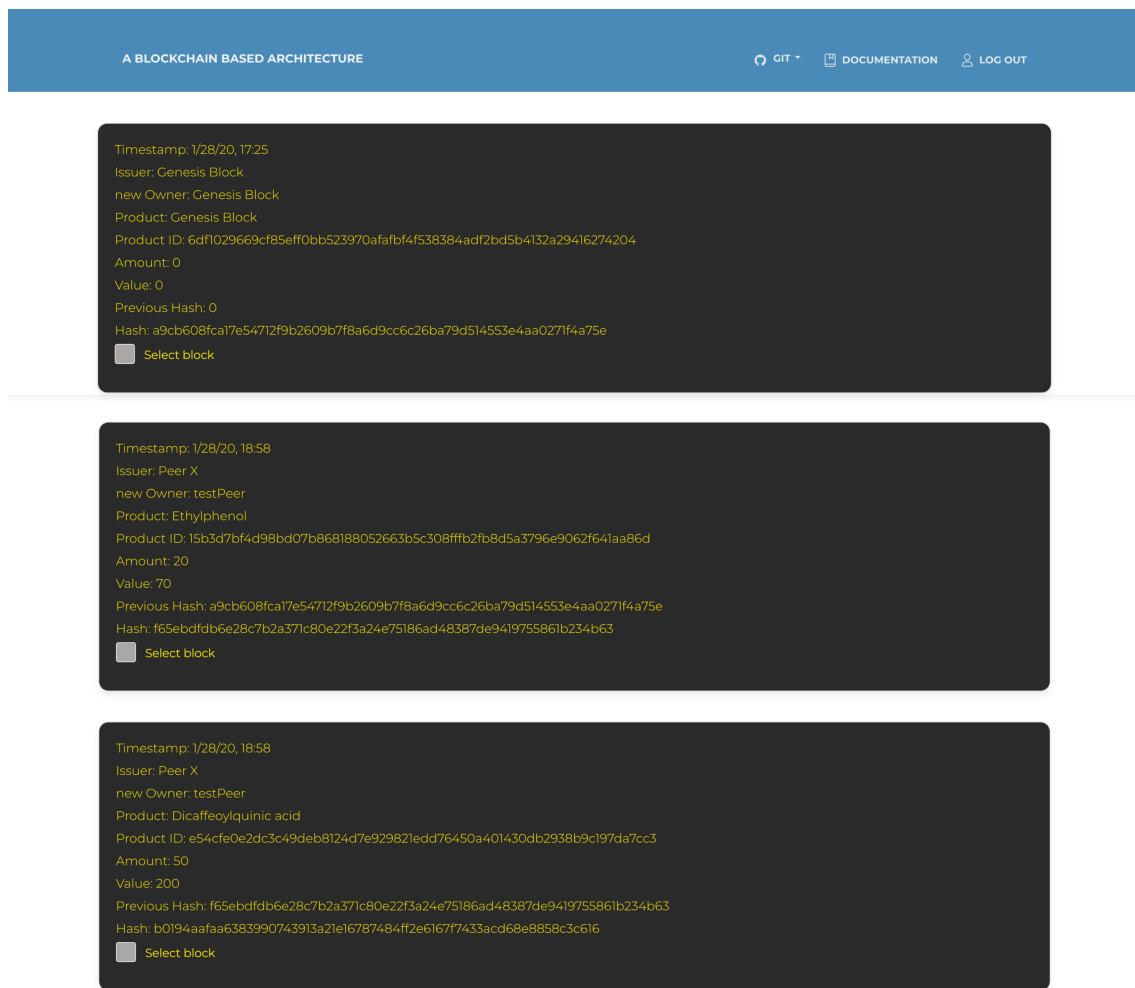 A BLOCKCHAIN BASED ARCHITECTURE
GIT
DOCUMENTATION
LOG OUT
Timestamp: 1/28/20, 17:25
Issuer: Genesis Block
new Owner: Genesis Block
Product: Genesis Block
Product ID: 6df1029669cf85eff0bb523970afafbf4f538384adf2bd5b4132a29416274204
Amount: 0
Value: 0
Previous Hash: 0
Hash: a9cb608fca17e54712f9b2609b7f8a6d9cc6c26ba79d514553e4aa0271f4a75e
Select block
Timestamp: 1/28/20, 18:58
Issuer: Peer X
new Owner: testPeer
Product: Ethylphenol
Product ID: 15b3d7bf4d98bd07b868188052663b5c308fffb2fb8d5a3796e9062f641aa86d
Amount: 20
Value: 70
Previous Hash: a9cb608fca17e54712f9b2609b7f8a6d9cc6c26ba79d514553e4aa0271f4a75e
Hash: f65ebdfdb6e28c7b2a371c80e22f3a24e75186ad48387de9419755861b234b63
Select block
Timestamp: 1/28/20, 18:58
Issuer: Peer X
new Owner: testPeer
Product: Dicaffeoylquinic acid
Product ID: e54cfe0e2dc3c49deb8124d7e929821edd76450a401430db2938b9c197da7cc3
Amount: 50
Value: 200
Previous Hash: f65ebdfdb6e28c7b2a371c80e22f3a24e75186ad48387de9419755861b234b63
Hash: b0194aafaa6383990743913a21e16787484ff2e6167f7433acd68e8858c3c616
Select block